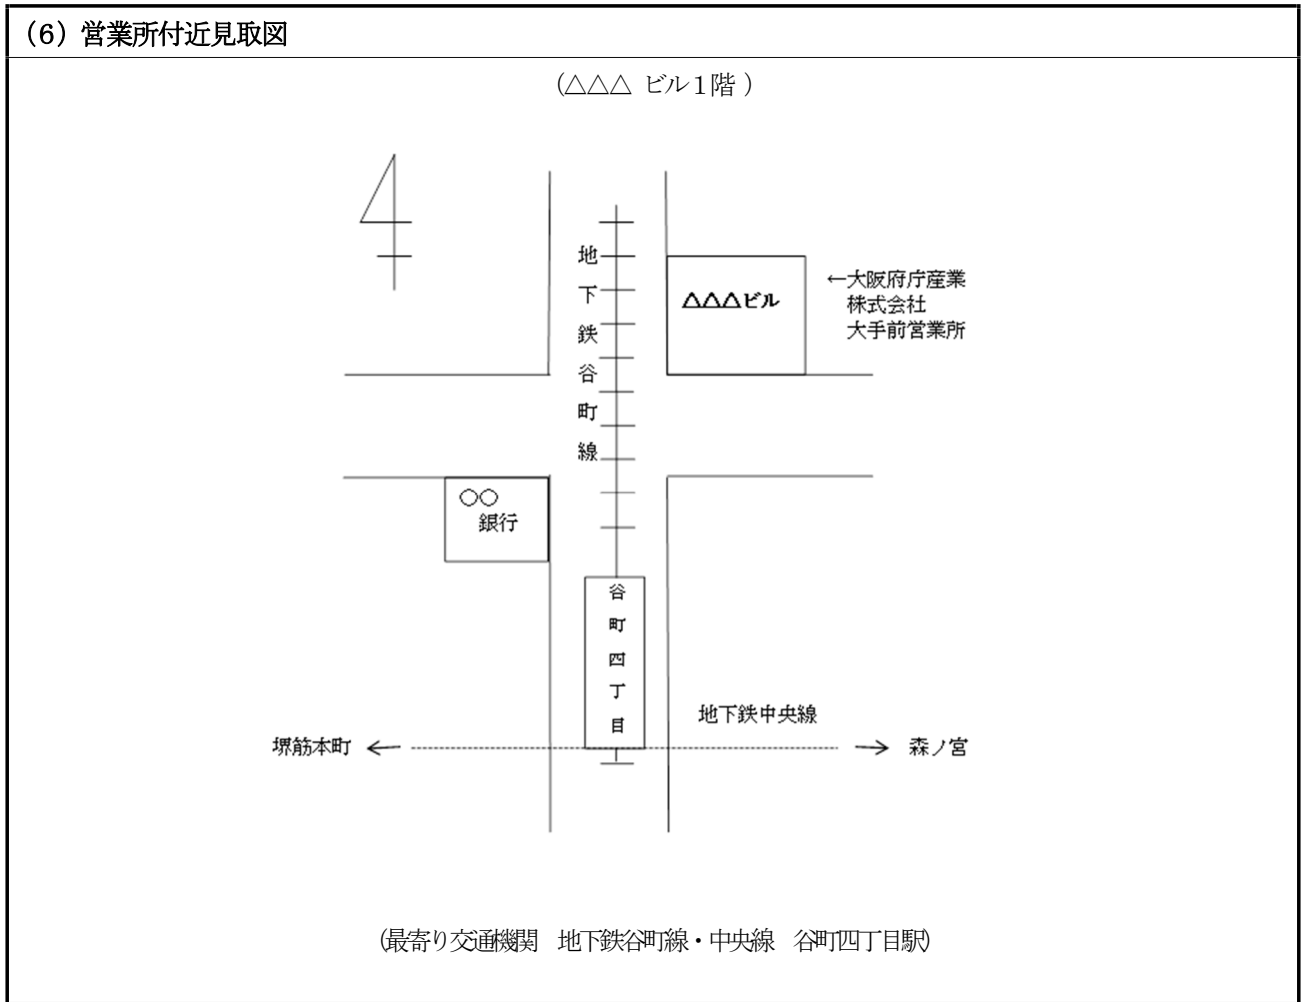 （6）営業所付近見取図
（△△△ ビル１階 ）
地下鉄谷町線
△△△ビル
←大阪府庁産業
株式会社
大手前営業所
○○
銀行
谷町四丁目
地下鉄中央線
堺筋本町 ←
→ 森ノ宮
（最寄り交通機関　地下鉄谷町線・中央線　谷町四丁目駅）